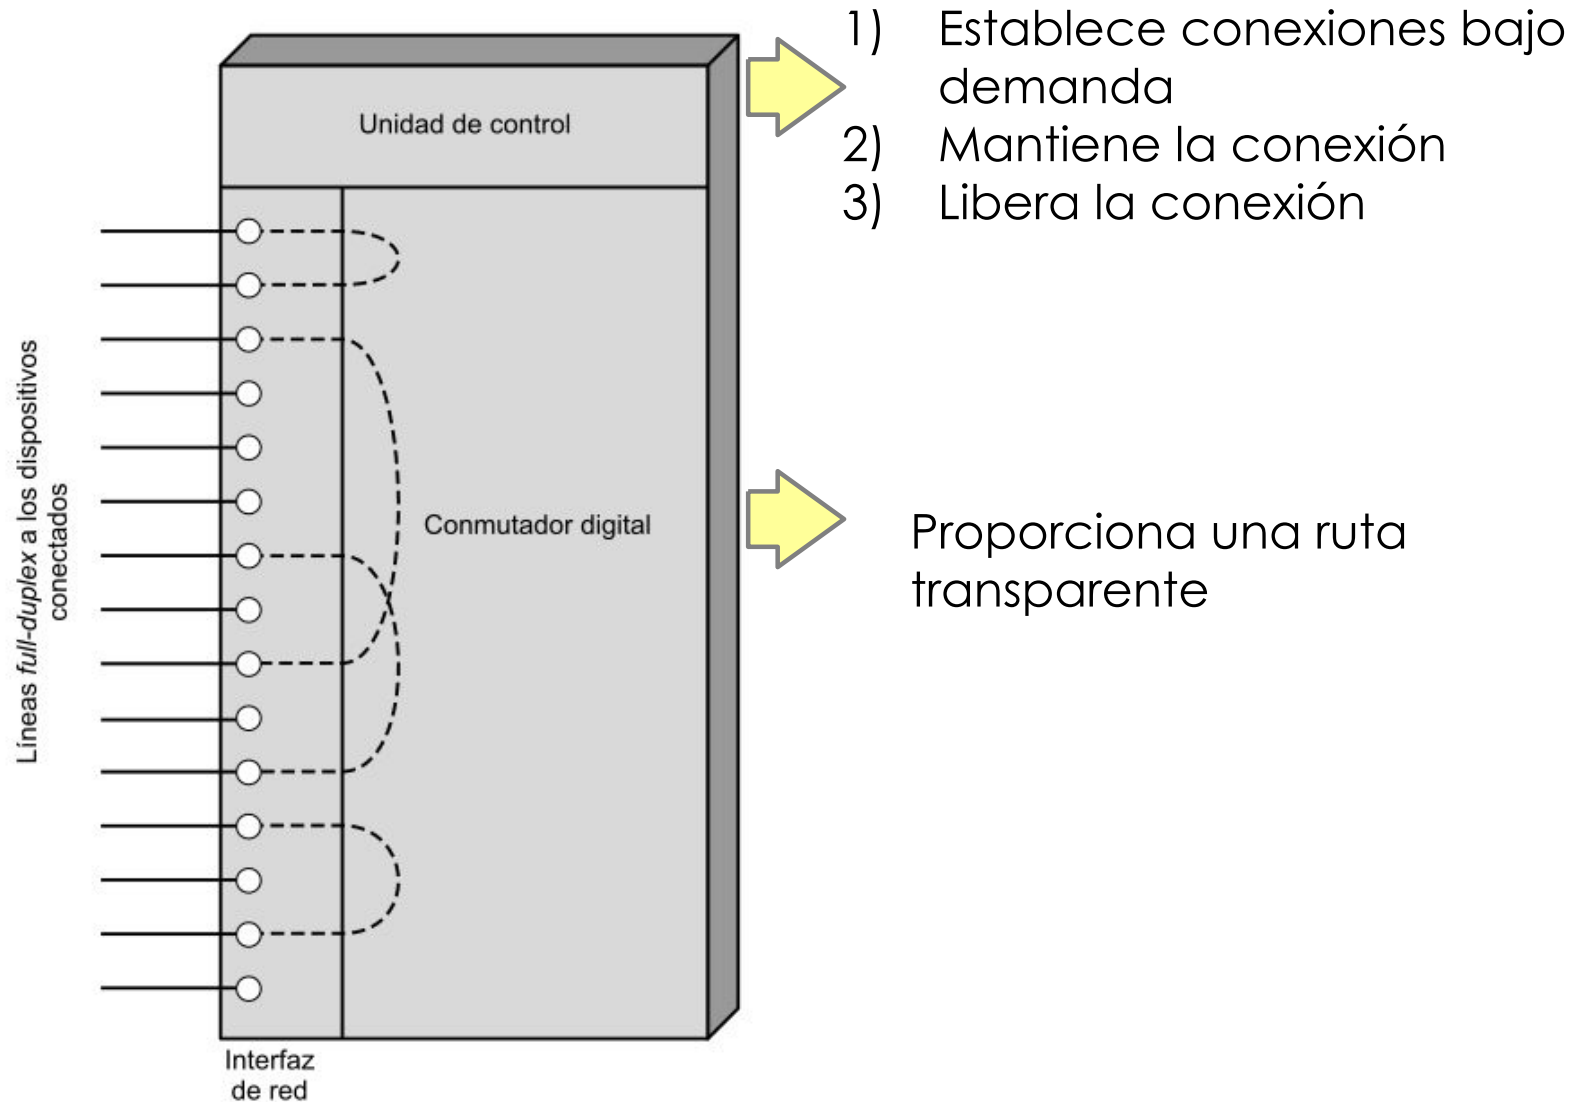 1) Establece conexiones bajo
demanda
2) Mantiene la conexión
3) Libera la conexión
Unidad de control
Líneas full-duplex a los dispositivos
conectados
Conmutador digital
Proporciona una ruta
transparente
Interfaz
de red